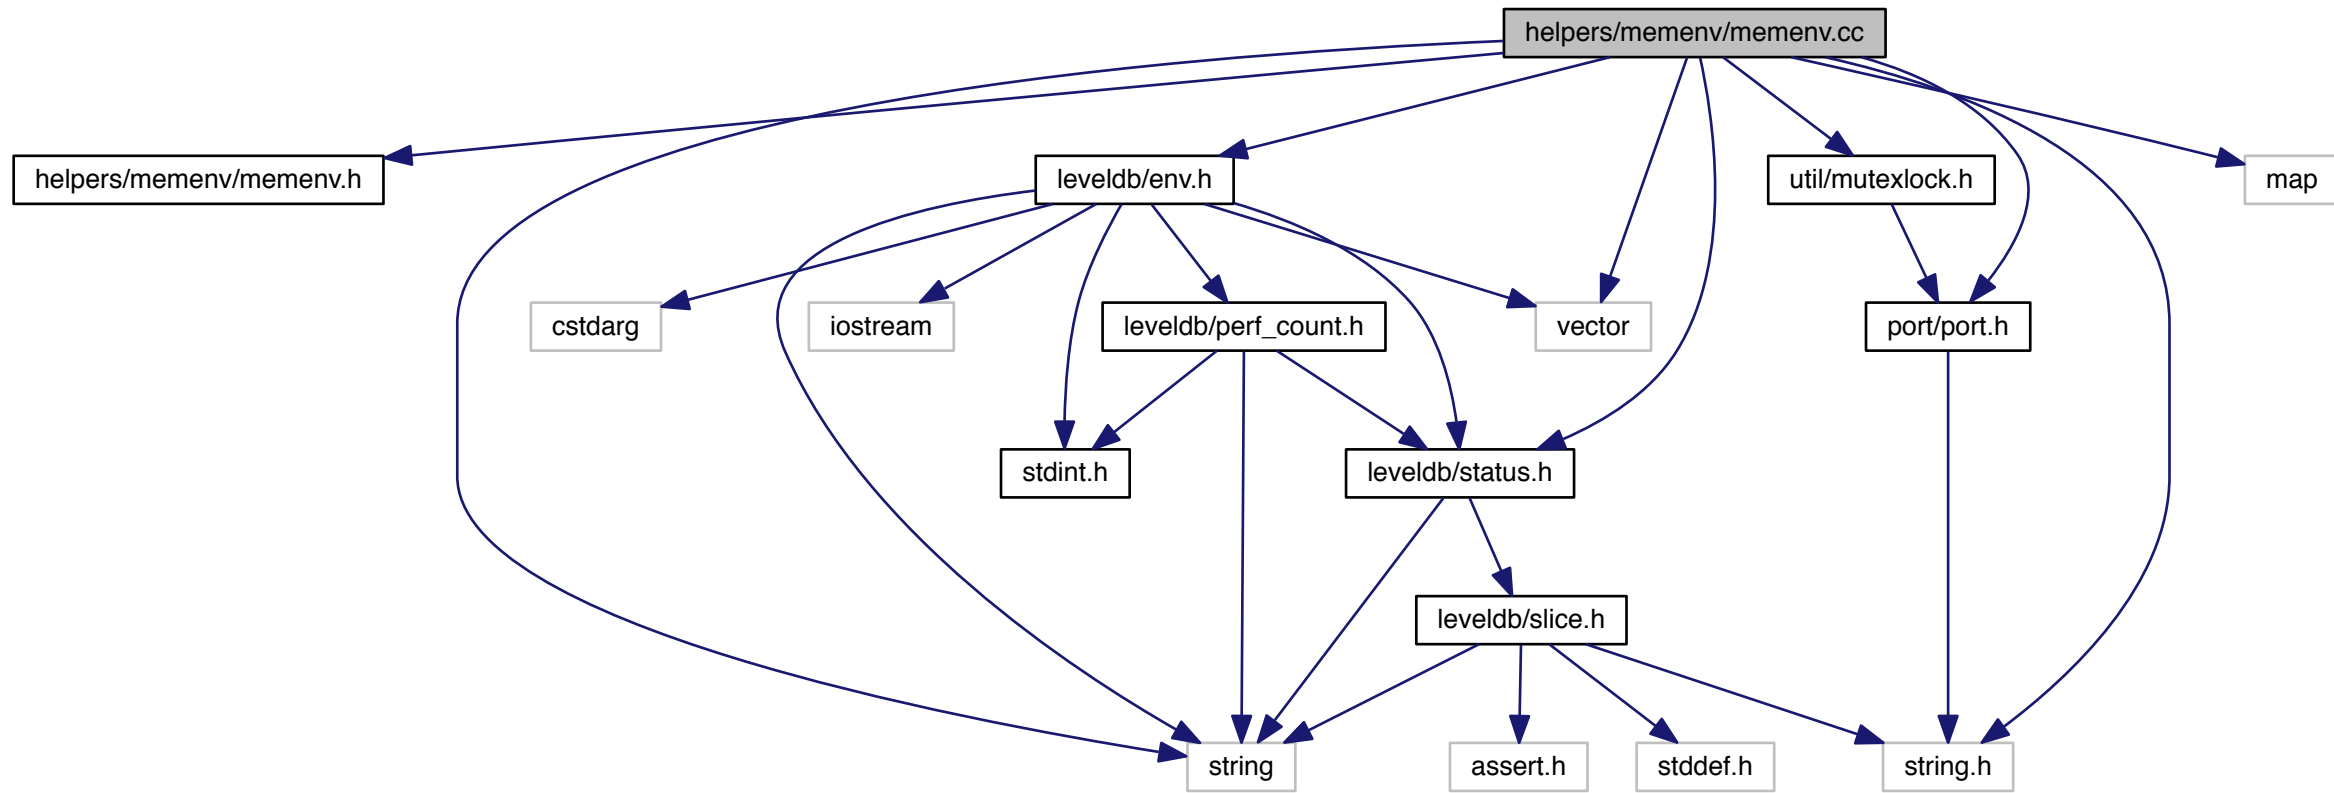 helpers/memenv/memenv.cc
helpers/memenv/memenv.h
leveldb/env.h
util/mutexlock.h
map
cstdarg
iostream
leveldb/perf_count.h
vector
port/port.h
stdint.h
leveldb/status.h
leveldb/slice.h
string
assert.h
stddef.h
string.h